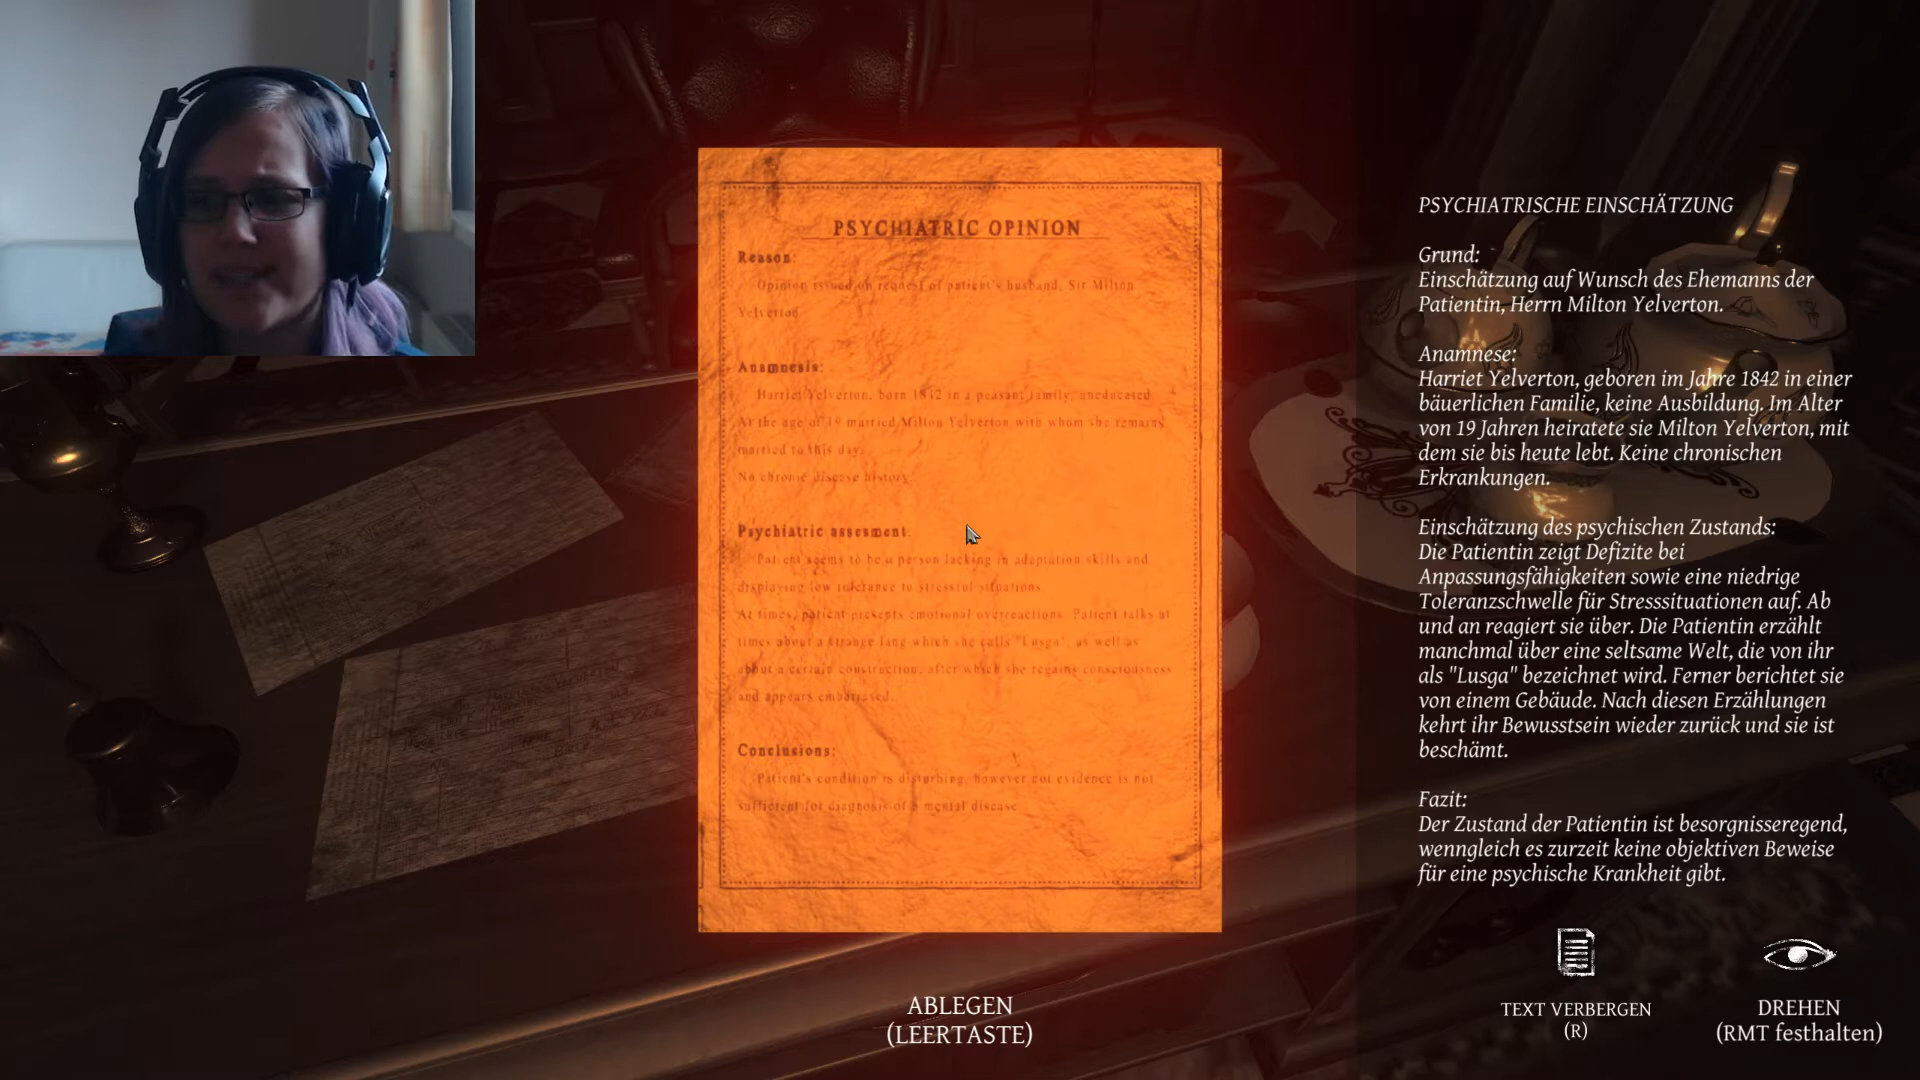 PSYCHIATRIC OPINION
Reason:
Opinion issued on request of patient's husband, Sir Milton
Yelverton
Anamnesis:
Harriet Yelverton, born 1842 in a peasant family, uneducated
At the age of 19 married Milton Yelverton with whom she remains
married to this day.
No chronic disease history.
Psychiatric assesment:
Patient seems to be a person lacking in adaptation skills and
displaying low tolerance to stressful situations.
At times, patient presents emotional overreactions. Patient talks at
times about a strange lang which she calls "Lusga", as well as
about a certain construction, after which she regains consciousness
and appears embarrased.
Conclusions:
Patient's condition is disturbing, however evidence is not
sufficient for diagnosis of a mental disease
PSYCHIATRISCHE EINSCHÄTZUNG
Grund:
Einschätzung auf Wunsch des Ehemanns der
Patientin, Herrn Milton Yelverton.
Anamnese:
Harriet Yelverton, geboren im Jahre 1842 in einer
bäuerlichen Familie, keine Ausbildung. Im Alter
von 19 Jahren heiratete sie Milton Yelverton, mit
dem sie bis heute lebt. Keine chronischen
Erkrankungen.
Einschätzung des psychischen Zustands:
Die Patientin zeigt Defizite bei
Anpassungsfähigkeiten sowie eine niedrige
Toleranzschwelle für Stresssituationen auf. Ab
und an reagiert sie über. Die Patientin erzählt
manchmal über eine seltsame Welt, die von ihr
als "Lusga" bezeichnet wird. Ferner berichtet sie
von einem Gebäude. Nach diesen Erzählungen
kehrt ihr Bewusstsein wieder zurück und sie ist
beschämt.
Fazit:
Der Zustand der Patientin ist besorgnisseregend,
wenngleich es zurzeit keine objektiven Beweise
für eine psychische Krankheit gibt.
ABLEGEN
(LEERTASTE)
TEXT VERBERGEN
(R)
DREHEN
(RMT festhalten)